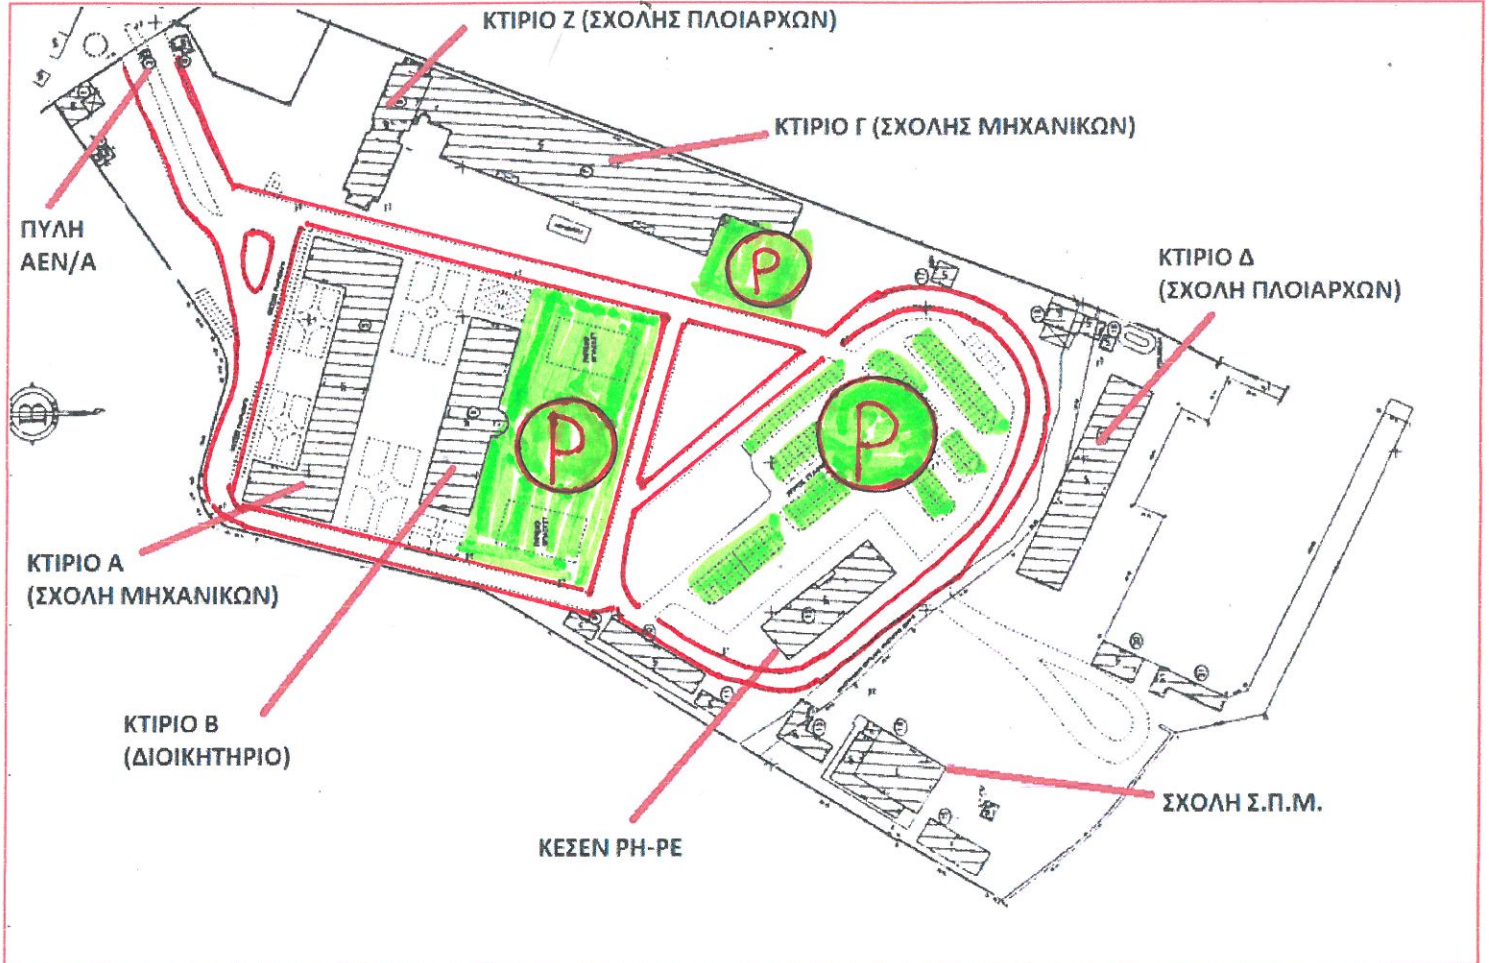 ΚΤΙΡΙΟ Ζ (ΣΧΟΛΗΣ ΠΛΟΙΑΡΧΩΝ)
ΚΤΙΡΙΟ Γ (ΣΧΟΛΗΣ ΜΗΧΑΝΙΚΩΝ)
ΠΥΛΗ
ΑΕΝ/Α
ΚΤΙΡΙΟ Δ
(ΣΧΟΛΗ ΠΛΟΙΑΡΧΩΝ)
P
P
P
Β
ΚΤΙΡΙΟ Α
(ΣΧΟΛΗ ΜΗΧΑΝΙΚΩΝ)
ΚΤΙΡΙΟ Β
(ΔΙΟΙΚΗΤΗΡΙΟ)
ΚΕΣΕΝ ΡΗ-ΡΕ
ΣΧΟΛΗ Σ.Π.Μ.